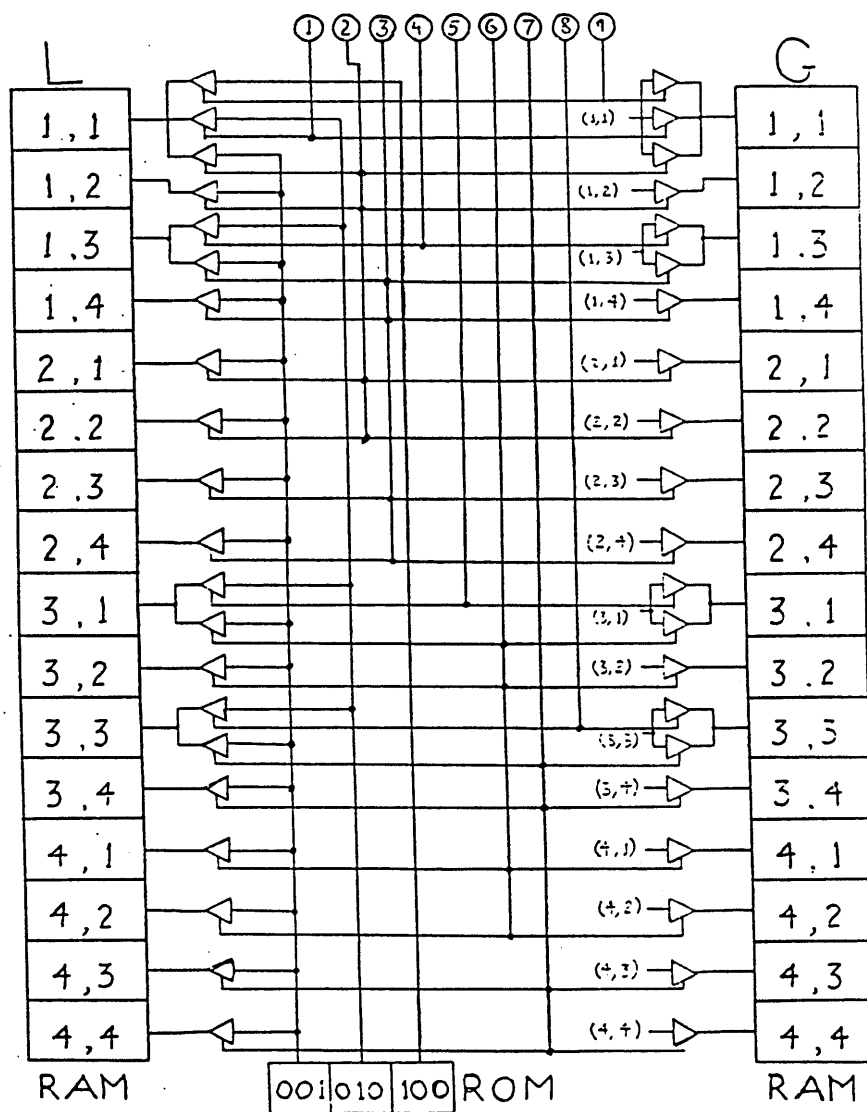 1 2 3 4 5 6 7 8 9
L G
1,1 (1,1) 1,1
1,2 (1,2) 1,2
1,3 (1,3) 1.3
1,4 (1,4) 1,4
2,1 (2,1) 2,1
2.2 (2,2) 2.2
2,3 (2,3) 2,3
2,4 (2,4) 2.4
3,1 (3,1) 3.1
3,2 (3,2) 3.2
3,3 (3,3) 3,3
3.4 (3,4) 3.4
4,1 (4,1) 4,1
4,2 (4,2) 4,2
4,3 (4,3) 4,3
4,4 (4,4) 4,4
RAM 001 010 100 ROM RAM